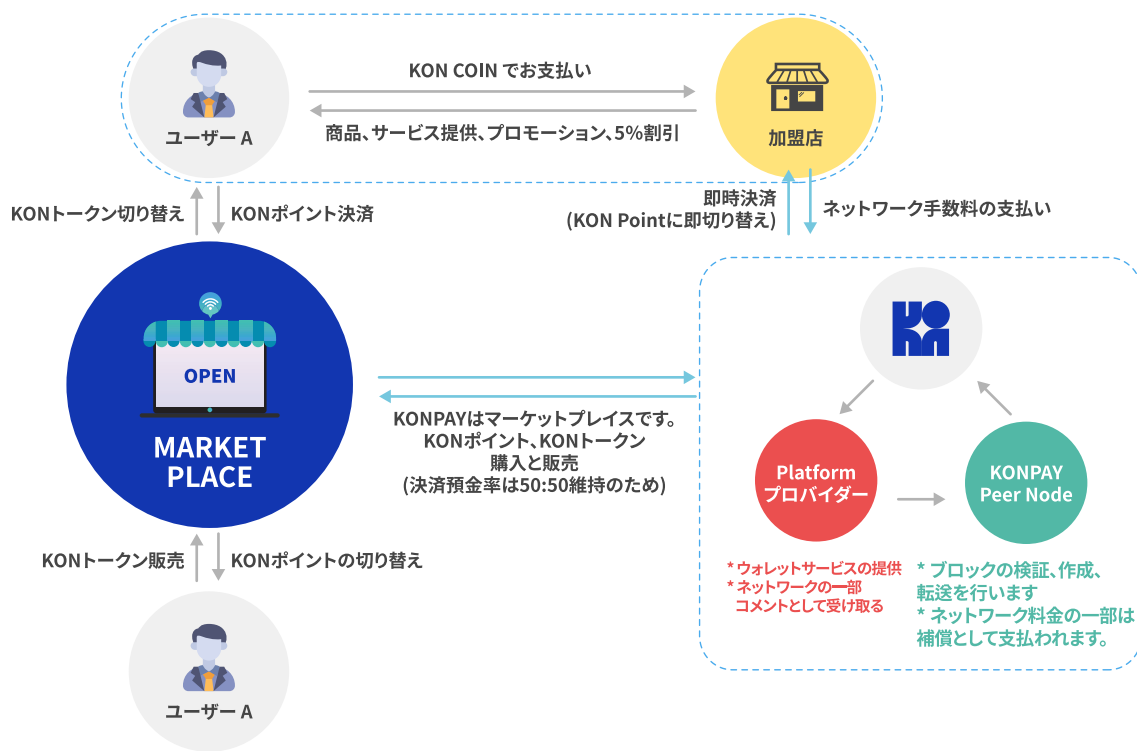 KON COIN でお支払い
ユーザー A
商品、サービス提供、プロモーション、5%割引
加盟店
KONトークン切り替え
KONポイント決済
即時決済
(KON Pointに即切り替え)
ネットワーク手数料の支払い
OPEN
MARKET
PLACE
KONPAYはマーケットプレイスです。
KONポイント、KONトークン
購入と販売
(決済預金率は50:50維持のため)
Platform
プロバイダー
KONPAY
Peer Node
KONトークン販売
KONポイントの切り替え
* ウォレットサービスの提供
* ネットワークの一部
コメントとして受け取る
* ブロックの検証、作成、
転送を行います
* ネットワーク料金の一部は
補償として支払われます。
ユーザー A